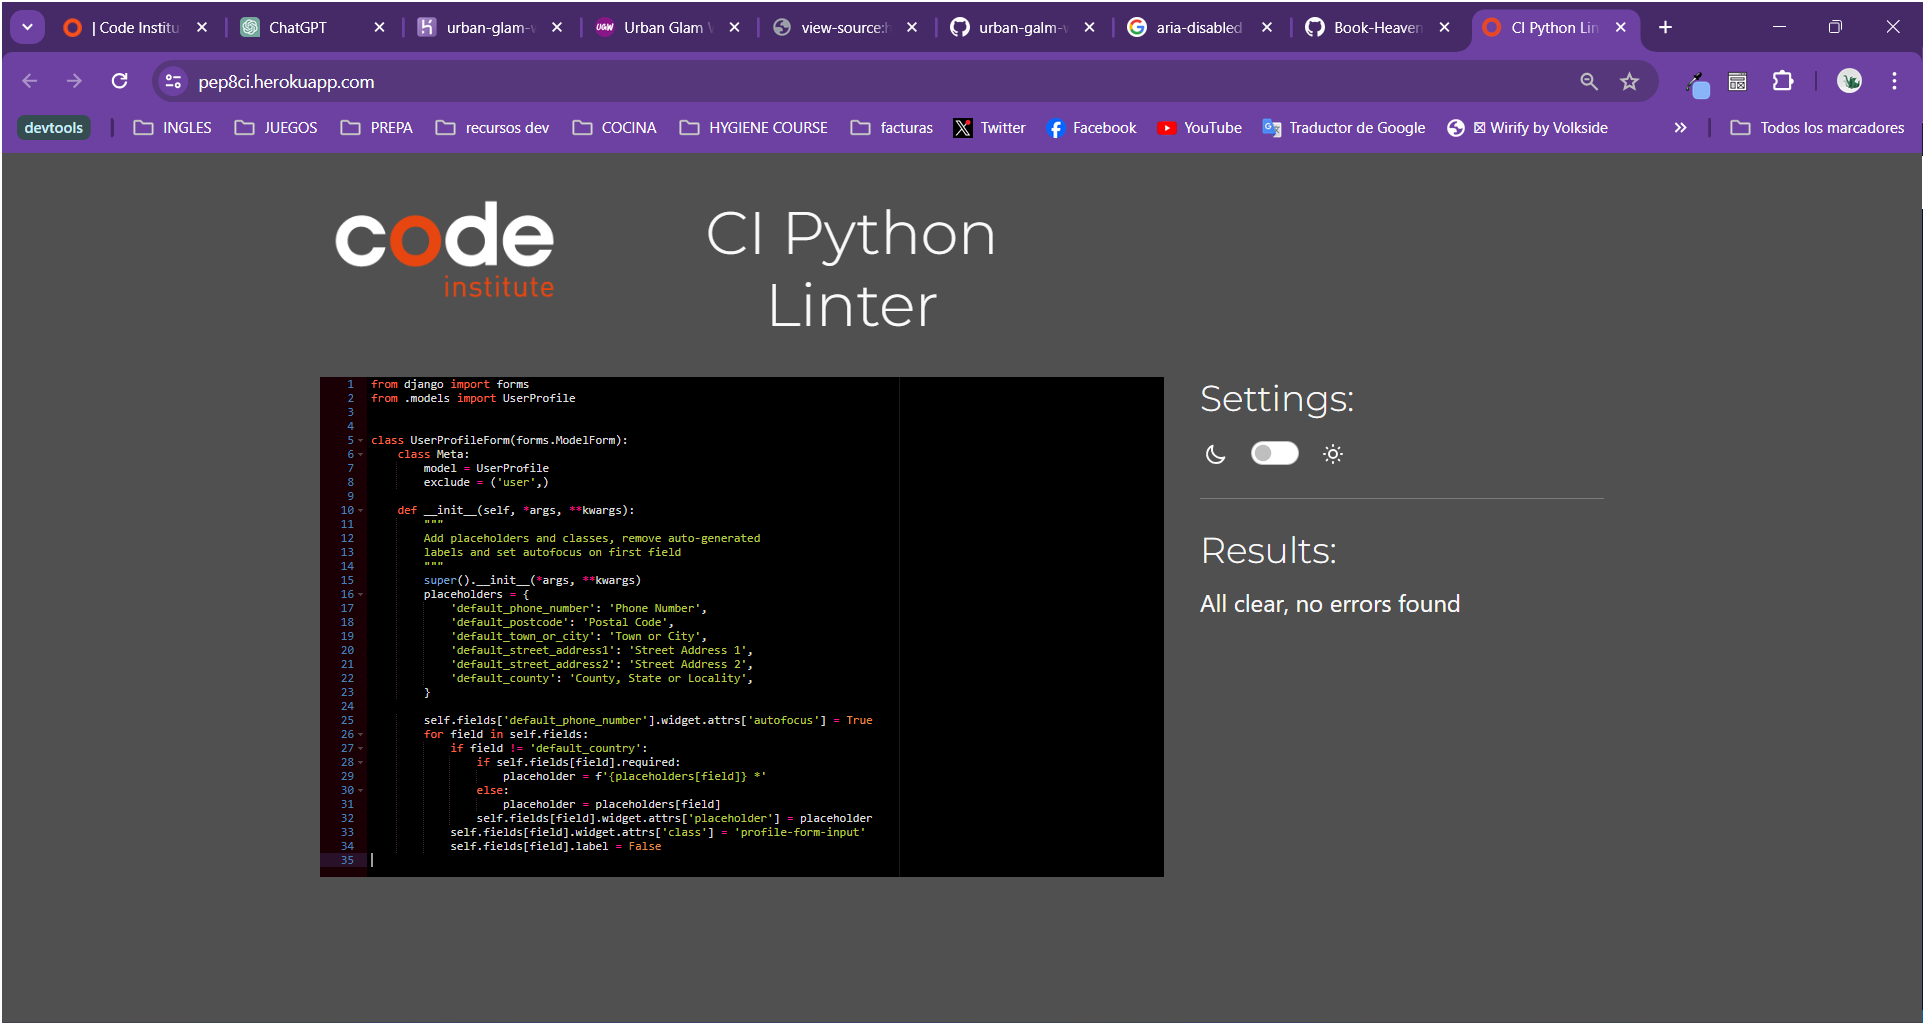 | Code Institu
ChatGPT
urban-glam-w
Urban Glam W
view-source:h
urban-galm-w
aria-disabled
Book-Heaven
CI Python Lin
pep8ci.herokuapp.com
devtools
INGLES
JUEGOS
PREPA
recursos dev
COCINA
HYGIENE COURSE
facturas
Twitter
Facebook
YouTube
Traductor de Google
Wirify by Volkside
Todos los marcadores
code
institute
CI Python
Linter
1 from django import forms
2 from .models import UserProfile
3
4
5 class UserProfileForm(forms.ModelForm):
6     class Meta:
7         model = UserProfile
8         exclude = ('user',)
9
10     def __init__(self, *args, **kwargs):
11         """
12         Add placeholders and classes, remove auto-generated
13         labels and set autofocus on first field
14         """
15         super().__init__(*args, **kwargs)
16         placeholders = {
17             'default_phone_number': 'Phone Number',
18             'default_postcode': 'Postal Code',
19             'default_town_or_city': 'Town or City',
20             'default_street_address1': 'Street Address 1',
21             'default_street_address2': 'Street Address 2',
22             'default_county': 'County, State or Locality',
23         }
24
25         self.fields['default_phone_number'].widget.attrs['autofocus'] = True
26         for field in self.fields:
27             if field != 'default_country':
28                 if self.fields[field].required:
29                     placeholder = f'{placeholders[field]} *'
30                 else:
31                     placeholder = placeholders[field]
32                 self.fields[field].widget.attrs['placeholder'] = placeholder
33             self.fields[field].widget.attrs['class'] = 'profile-form-input'
34             self.fields[field].label = False
35
Settings:
Results:
All clear, no errors found